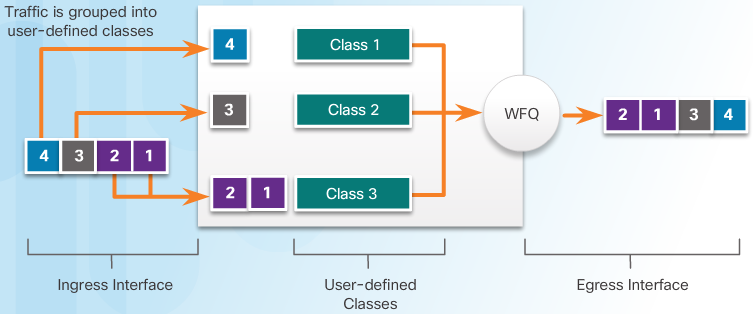 Traffic is grouped into
user-defined classes
4
Class 1
3
Class 2
WFQ
2 1 3 4
4 3 2 1
2 1
Class 3
Ingress Interface
User-defined
Classes
Egress Interface